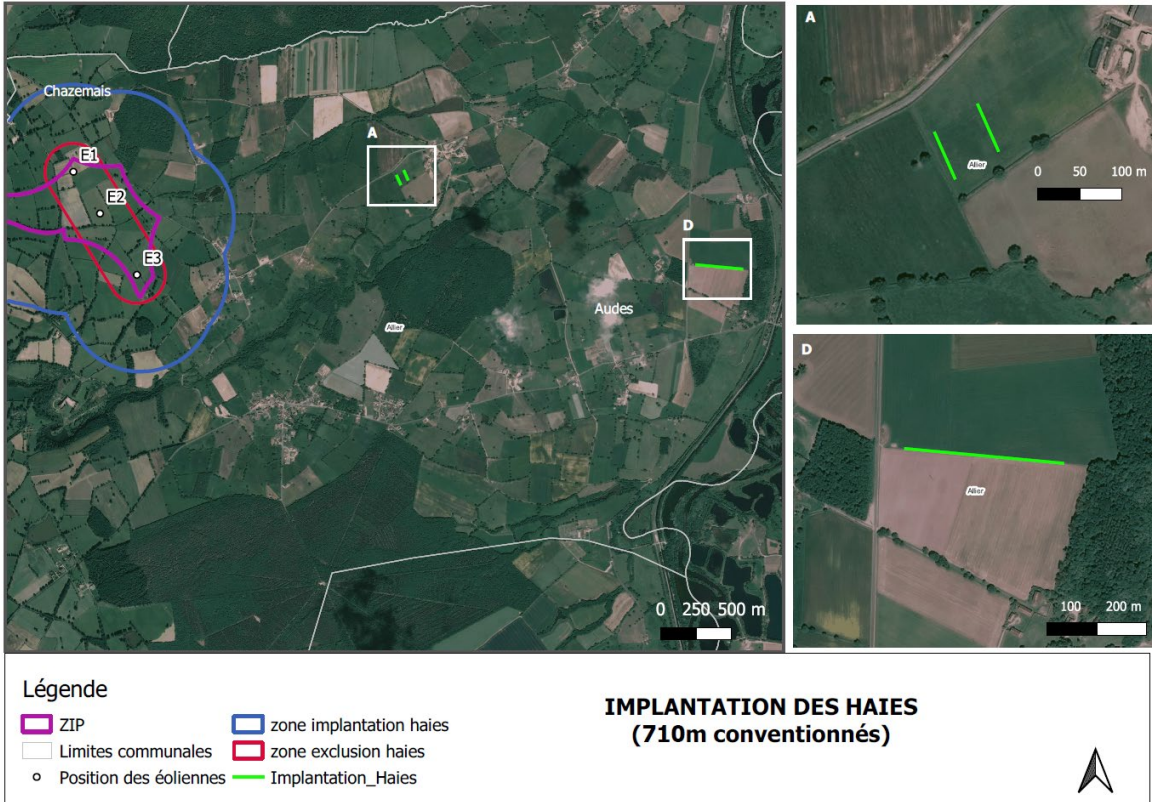 Chazemais
E1
E2
E3
A
D
Audes
Allier
0 250 500 m
A
Allier
0 50 100 m
D
Allier
100 200 m
Légende
ZIP
Limites communales
Position des éoliennes
zone implantation haies
zone exclusion haies
Implantation_Haies
IMPLANTATION DES HAIES
(710m conventionnés)